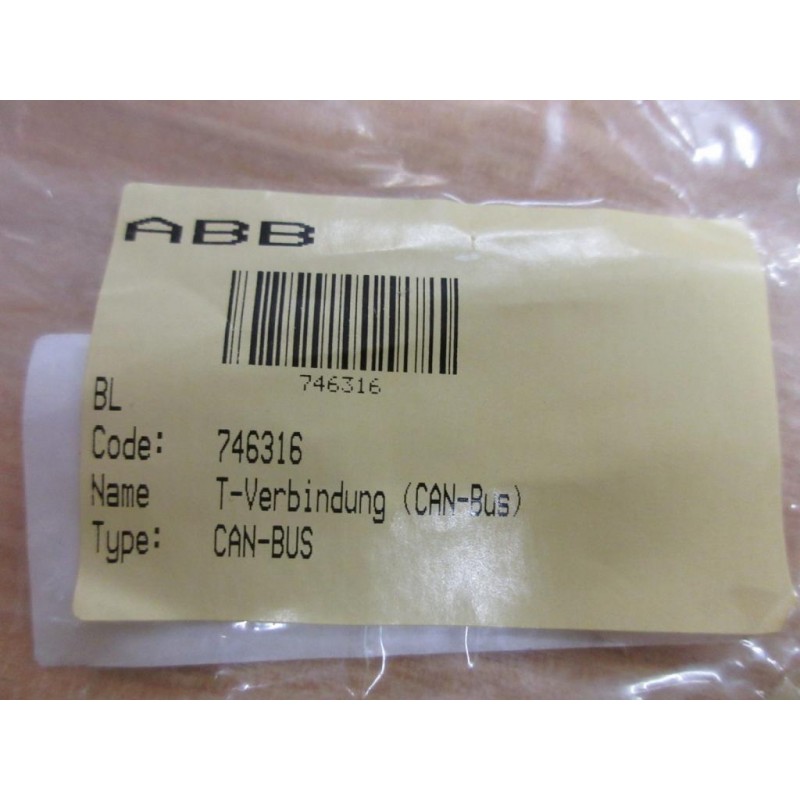 ABB
746316
BL
Code: 746316
Name T-Verbindung (CAN-Bus)
Type: CAN-BUS